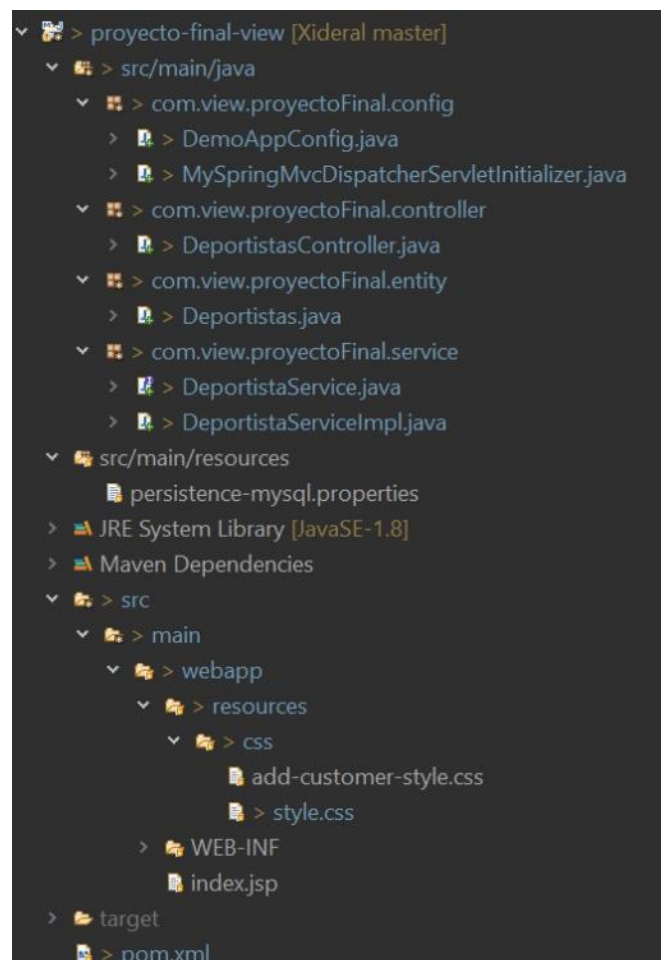 > proyecto-final-view [Xideral master]
> src/main/java
> com.view.proyectoFinal.config
> DemoAppConfig.java
> MySpringMvcDispatcherServletInitializer.java
> com.view.proyectoFinal.controller
> DeportistasController.java
> com.view.proyectoFinal.entity
> Deportistas.java
> com.view.proyectoFinal.service
> DeportistaService.java
> DeportistaServiceImpl.java
src/main/resources
persistence-mysql.properties
JRE System Library [JavaSE-1.8]
Maven Dependencies
> src
> main
> webapp
> resources
> css
add-customer-style.css
> style.css
WEB-INF
index.jsp
target
> pom.xml